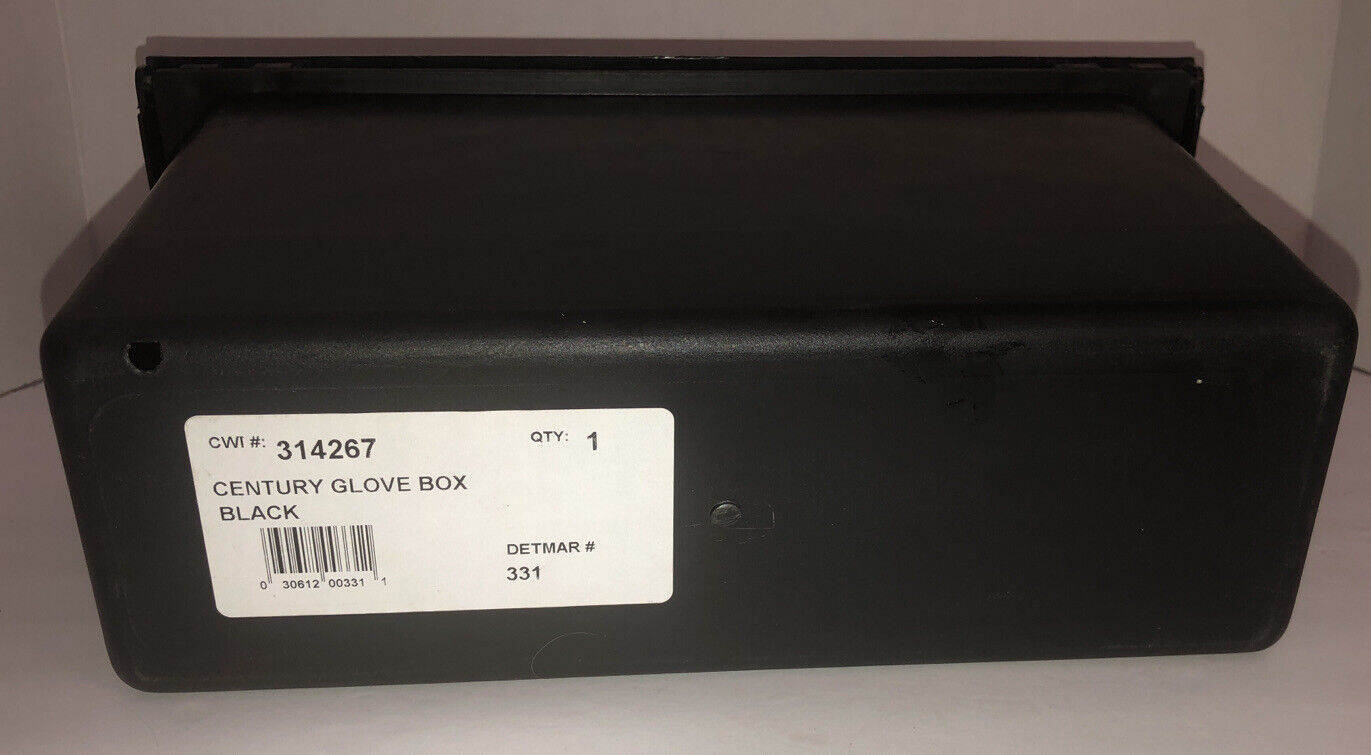 CWI #: 314267 QTY: 1
CENTURY GLOVE BOX
BLACK
DETMAR #
331
0 30612 00331 1